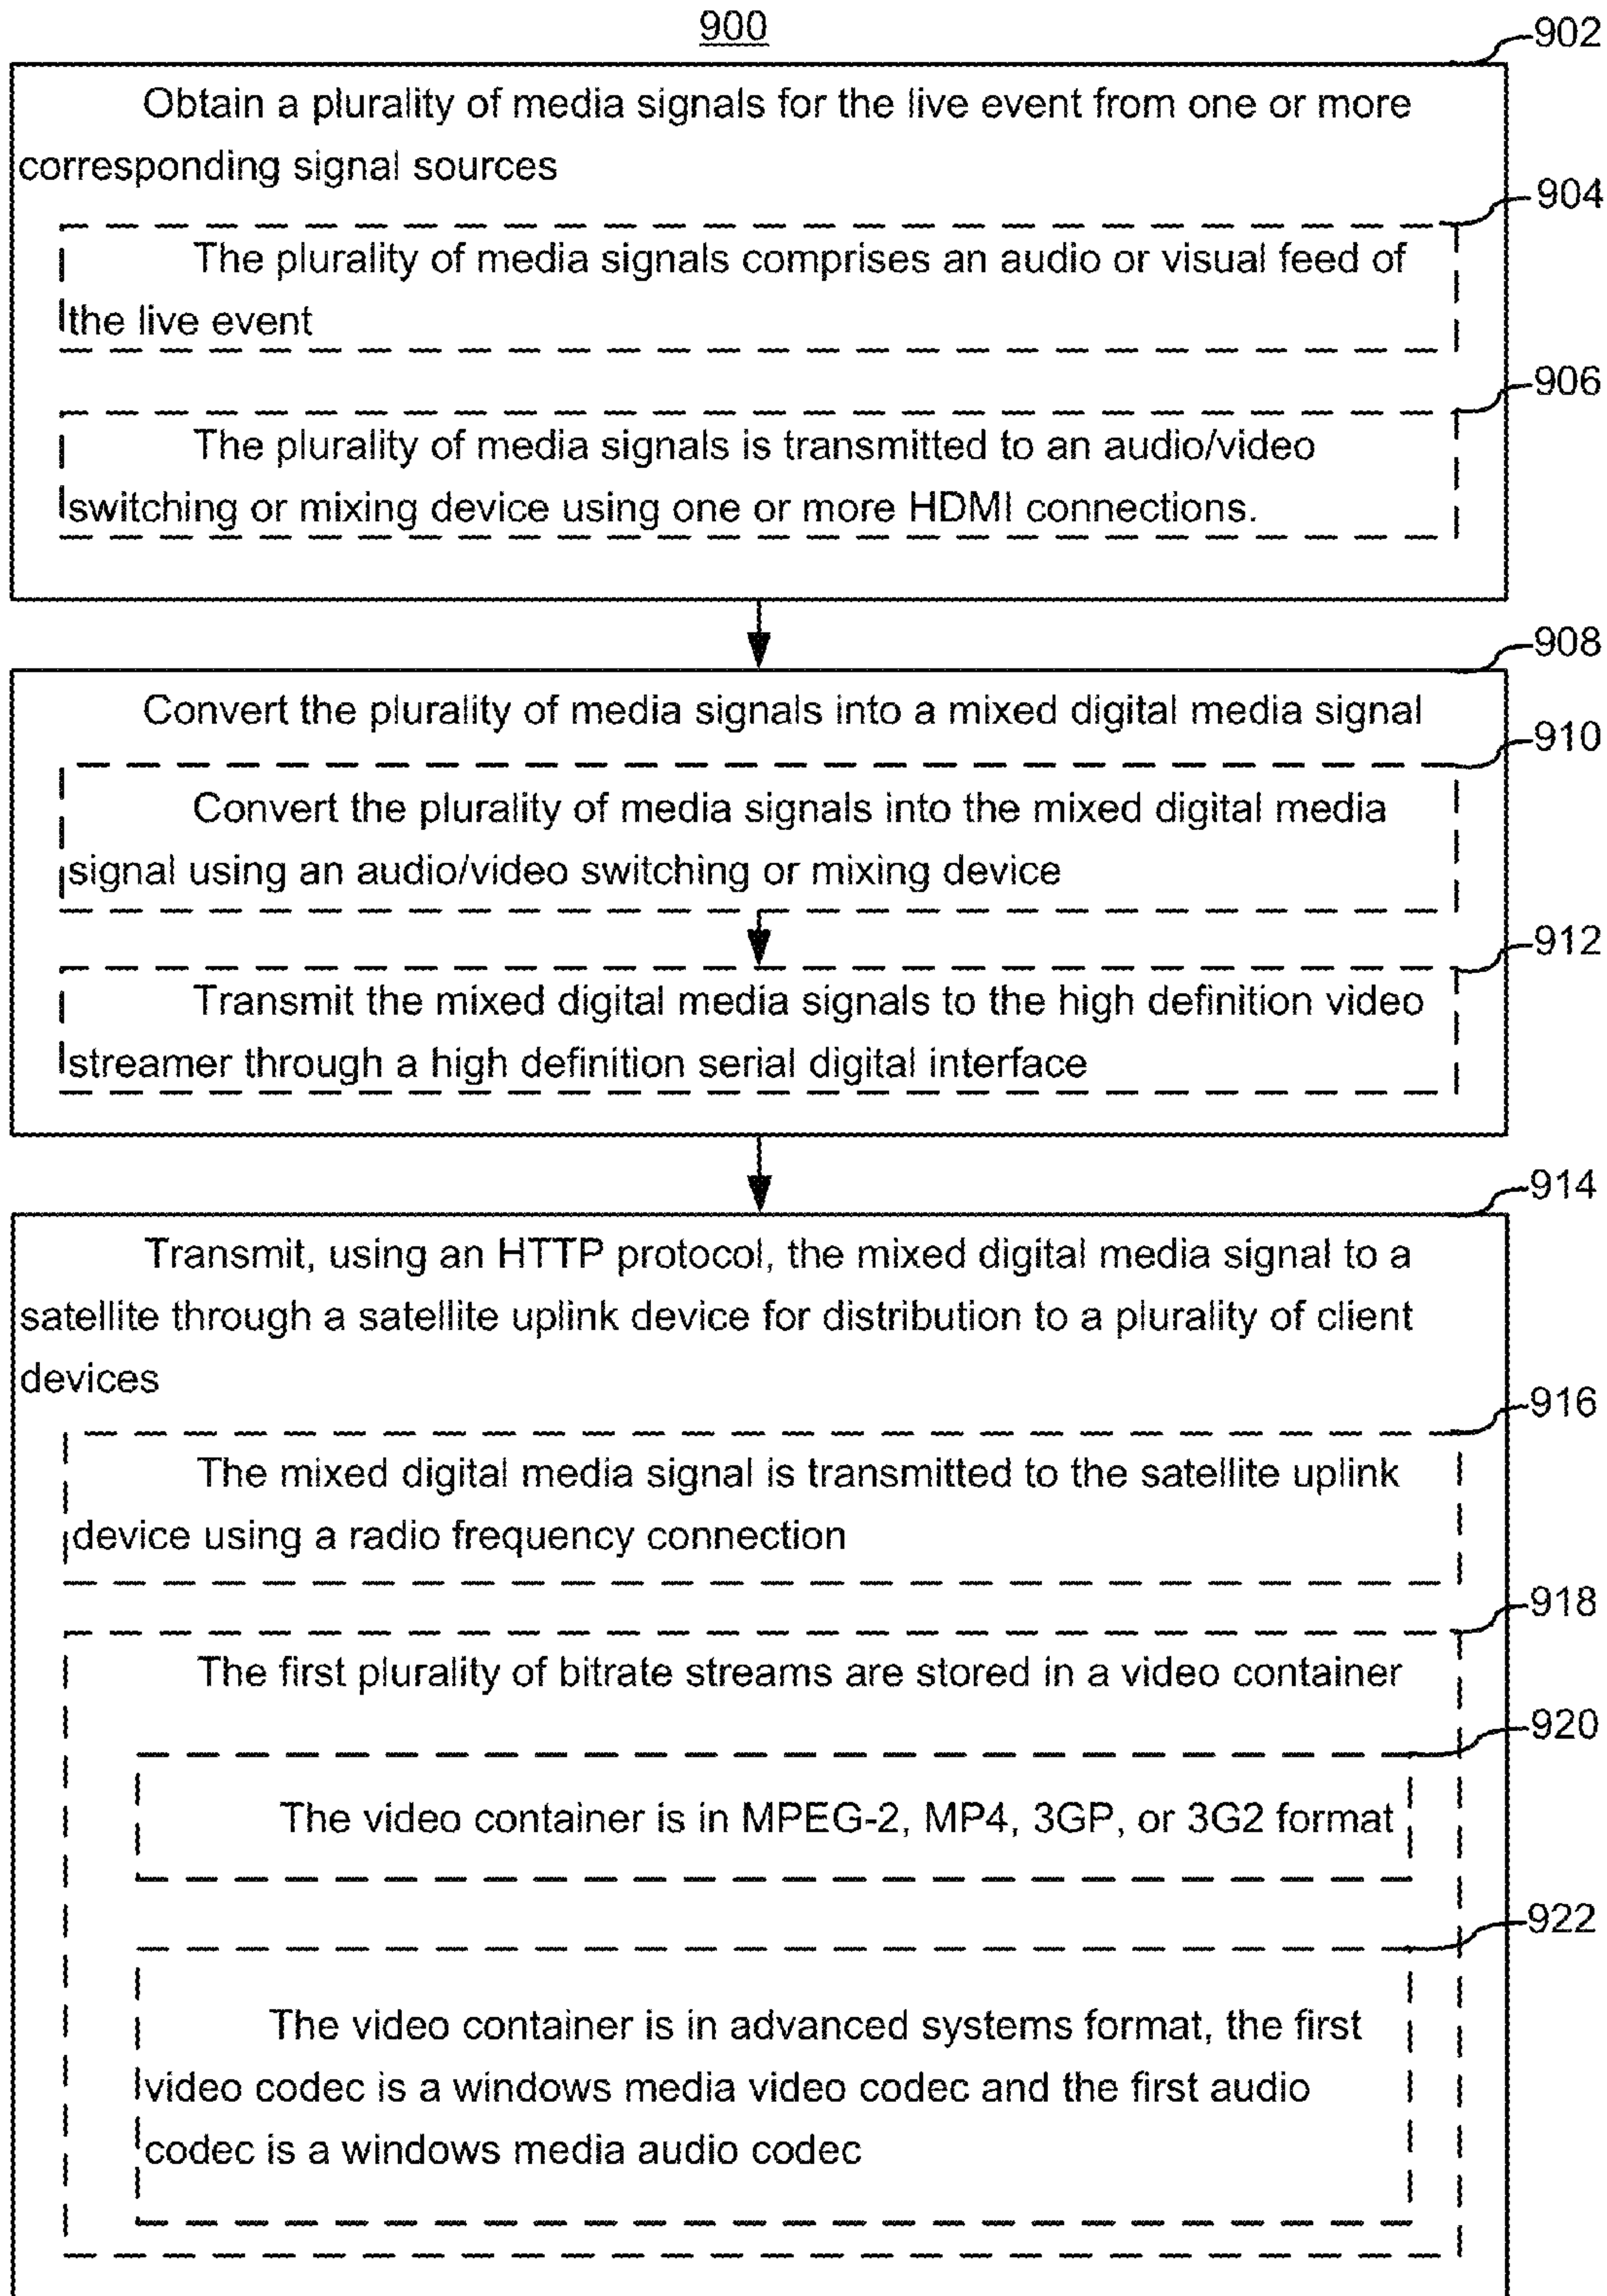 900
902
Obtain a plurality of media signals for the live event from one or more
corresponding signal sources
904
The plurality of media signals comprises an audio or visual feed of
the live event
906
The plurality of media signals is transmitted to an audio/video
switching or mixing device using one or more HDMI connections.
908
Convert the plurality of media signals into a mixed digital media signal
910
Convert the plurality of media signals into the mixed digital media
signal using an audio/video switching or mixing device
912
Transmit the mixed digital media signals to the high definition video
streamer through a high definition serial digital interface
914
Transmit, using an HTTP protocol, the mixed digital media signal to a
satellite through a satellite uplink device for distribution to a plurality of client
devices
916
The mixed digital media signal is transmitted to the satellite uplink
device using a radio frequency connection
918
The first plurality of bitrate streams are stored in a video container
920
The video container is in MPEG-2, MP4, 3GP, or 3G2 format
922
The video container is in advanced systems format, the first
video codec is a windows media video codec and the first audio
codec is a windows media audio codec